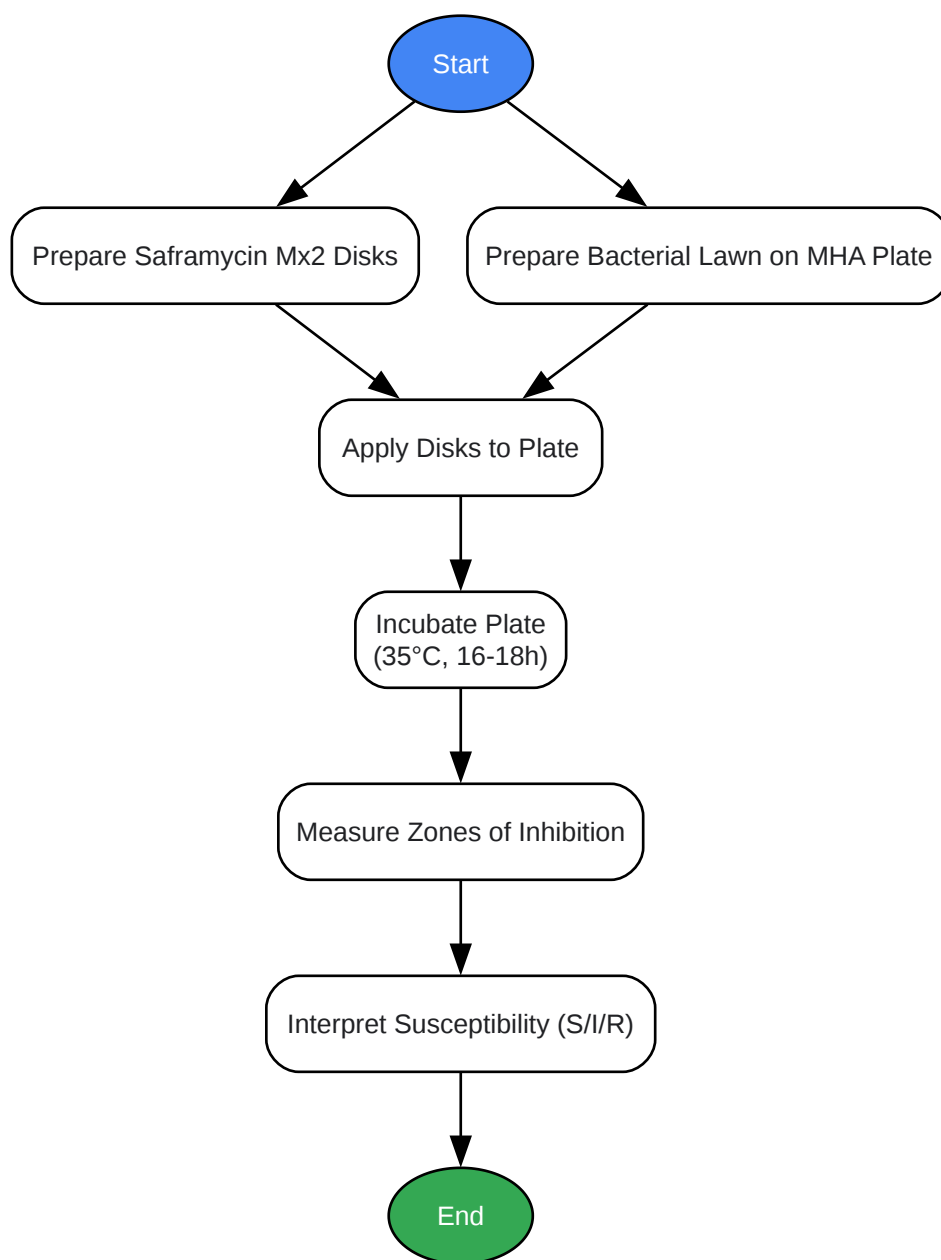 Start
Prepare Saframycin Mx2 Disks
Prepare Bacterial Lawn on MHA Plate
Apply Disks to Plate
Incubate Plate
(35°C, 16-18h)
Measure Zones of Inhibition
Interpret Susceptibility (S/I/R)
End